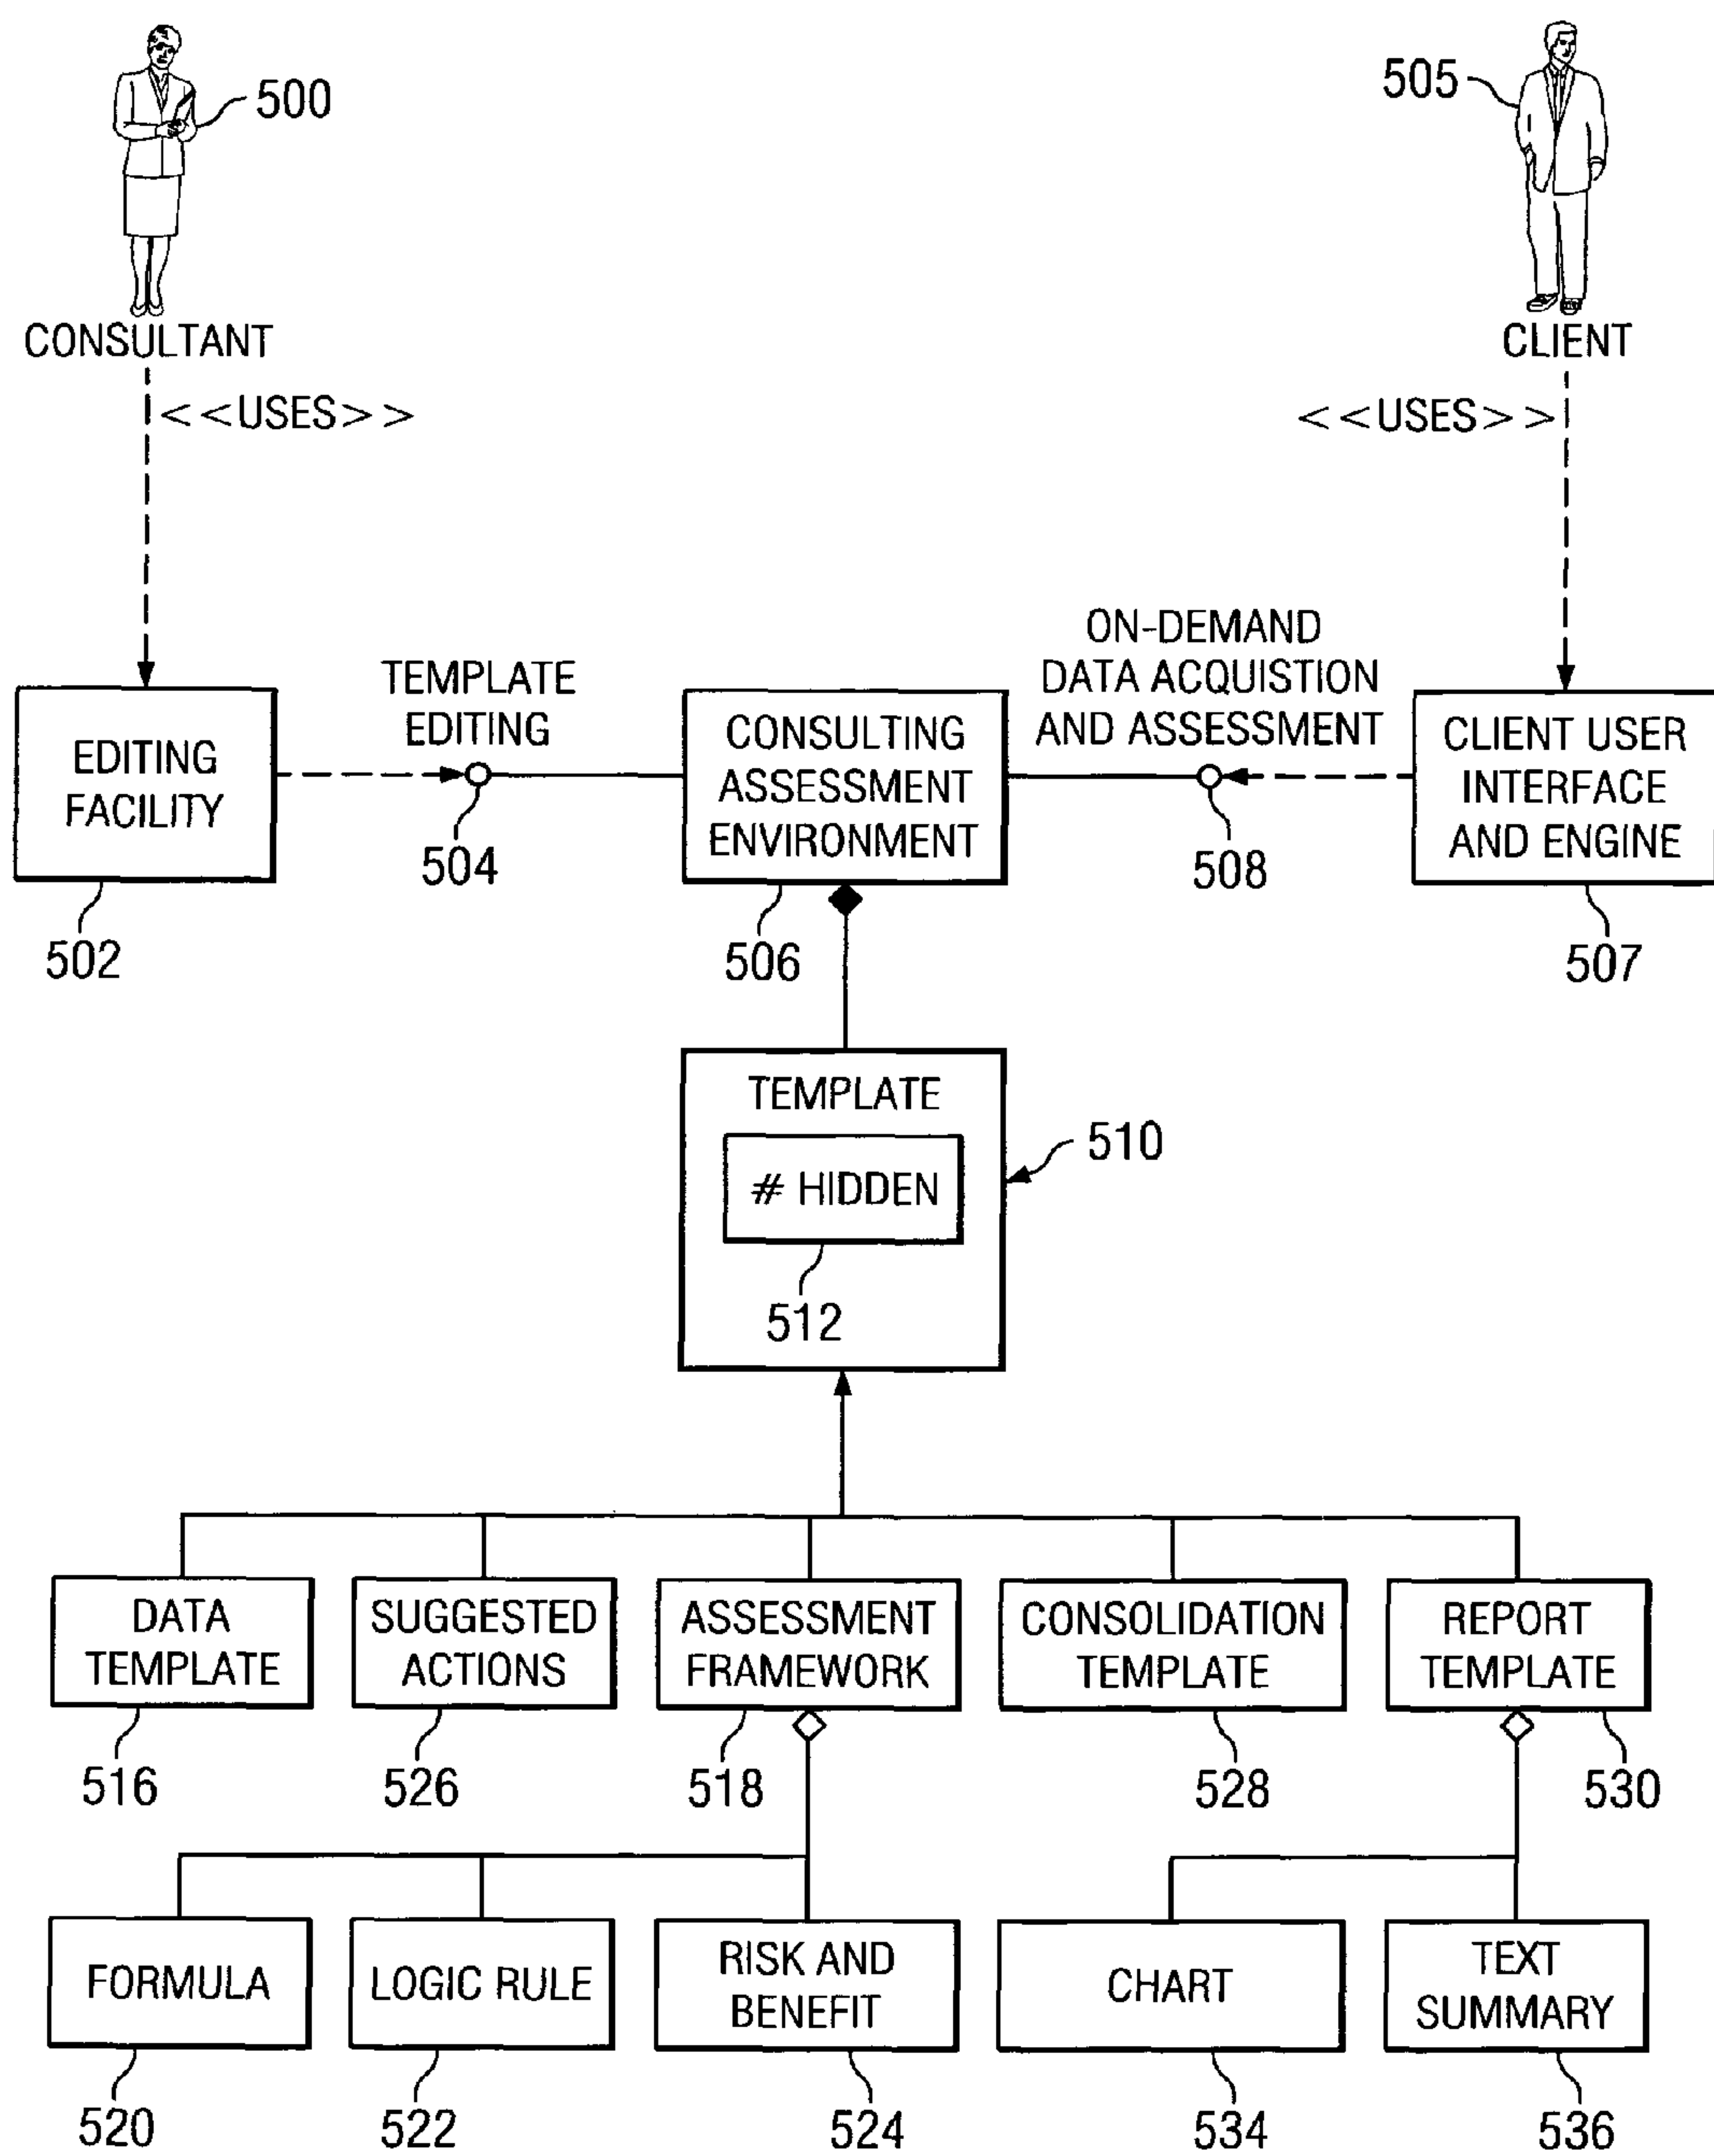 500
505
CONSULTANT
CLIENT
<<USES>>
<<USES>>
TEMPLATE
EDITING
ON-DEMAND
DATA ACQUISTION
AND ASSESSMENT
EDITING
FACILITY
CONSULTING
ASSESSMENT
ENVIRONMENT
CLIENT USER
INTERFACE
AND ENGINE
504
508
502
506
507
TEMPLATE
# HIDDEN
510
512
DATA
TEMPLATE
SUGGESTED
ACTIONS
ASSESSMENT
FRAMEWORK
CONSOLIDATION
TEMPLATE
REPORT
TEMPLATE
516
526
518
528
530
FORMULA
LOGIC RULE
RISK AND
BENEFIT
CHART
TEXT
SUMMARY
520
522
524
534
536